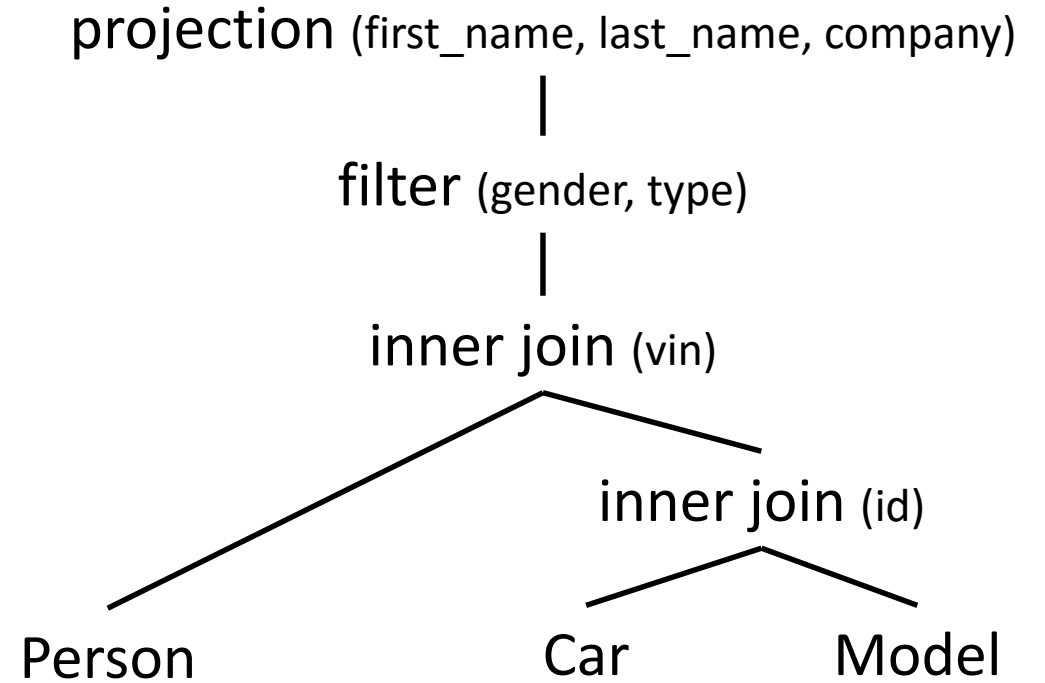 projection (first_name, last_name, company)
filter (gender, type)
inner join (vin)
inner join (id)
Person Car Model